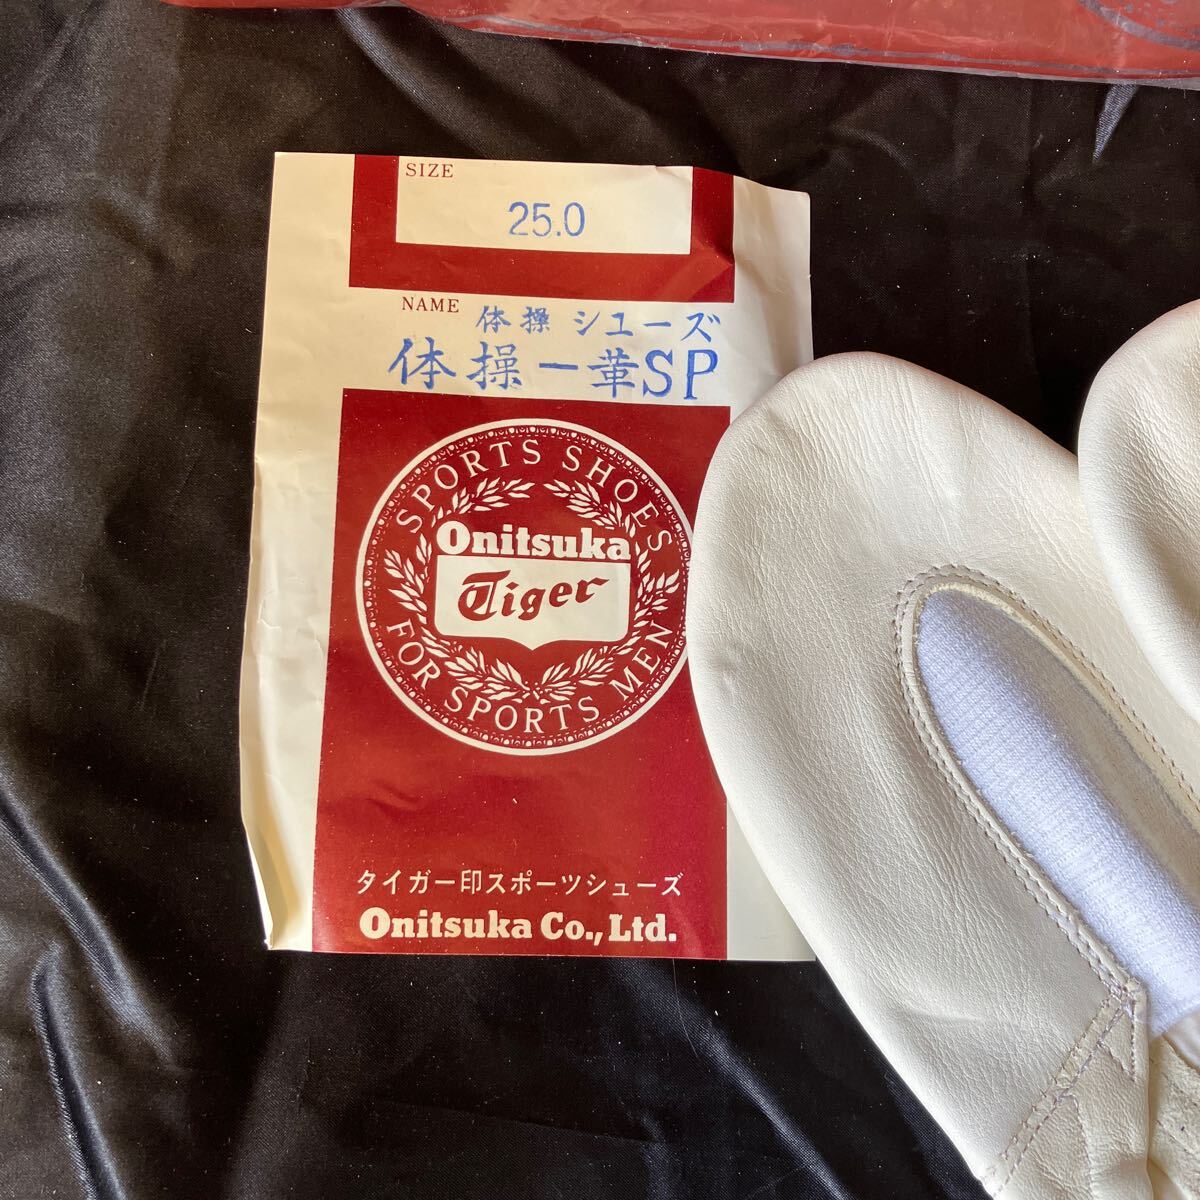 SIZE
25.0
NAME
体操 シューズ
体操一華SP
SPORTS SHOES
Onitsuka
Tiger
FOR SPORTS MEN
タイガー印スポーツシューズ
Onitsuka Co., Ltd.